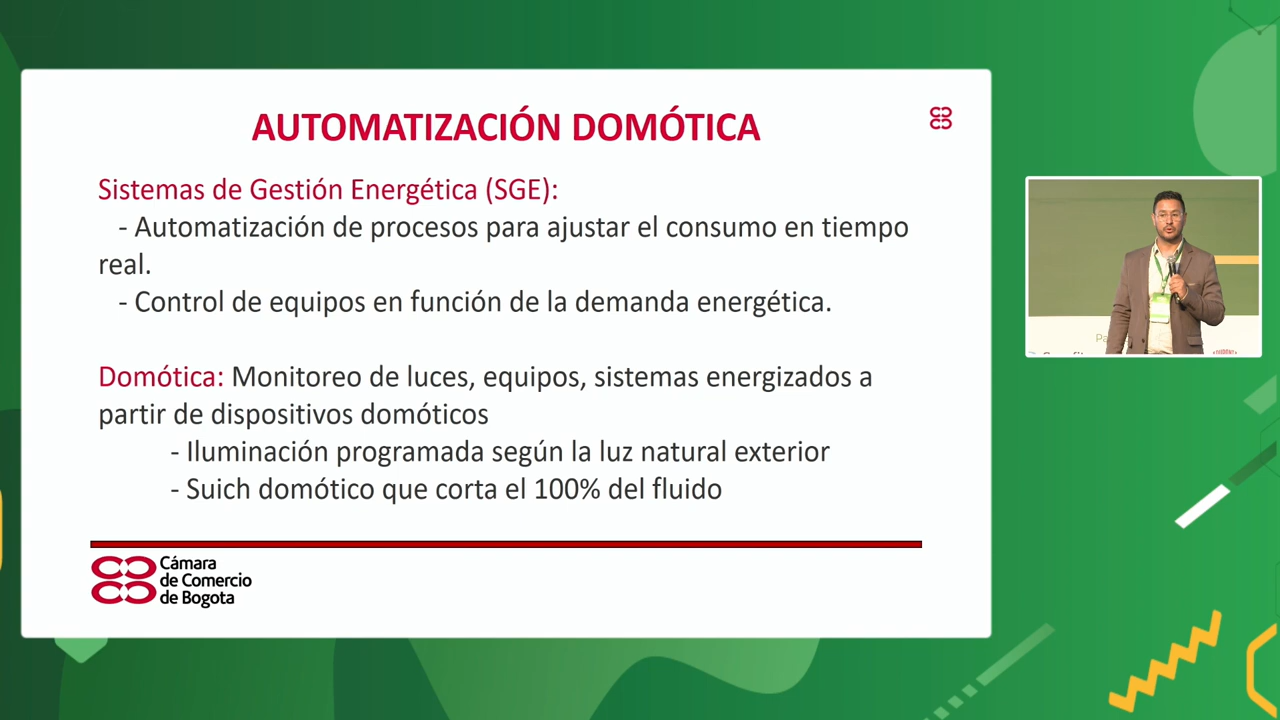 AUTOMATIZACIÓN DOMÓTICA
Sistemas de Gestión Energética (SGE):
- Automatización de procesos para ajustar el consumo en tiempo
real.
- Control de equipos en función de la demanda energética.
Domótica: Monitoreo de luces, equipos, sistemas energizados a
partir de dispositivos domóticos
- Iluminación programada según la luz natural exterior
- Suich domótico que corta el 100% del fluido
Cámara
de Comercio
de Bogota